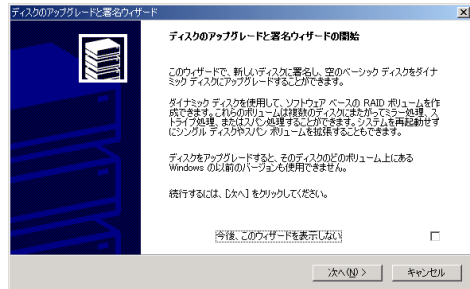 ディスクのアップグレードと署名ウィザード
ディスクのアップグレードと署名ウィザードの開始
このウィザードで、新しいディスクに署名し、空のベーシック ディスクをダイナ
ミック ディスクにアップグレードすることができます。
ダイナミック ディスクを使用して、ソフトウェア ベースの RAID ボリュームを作
成できます。これらのボリュームは複数のディスクにまたがってミラー処理、ス
トライプ処理、またはスパン処理することができます。システムを再起動せず
にシングル ディスクやスパン ボリュームを拡張することもできます。
ディスクをアップグレードすると、そのディスクのどのボリューム上にある
Windows の以前のバージョンも使用できません。
続行するには、[次へ] をクリックしてください。
今後、このウィザードを表示しない
次へ(N) >
キャンセル